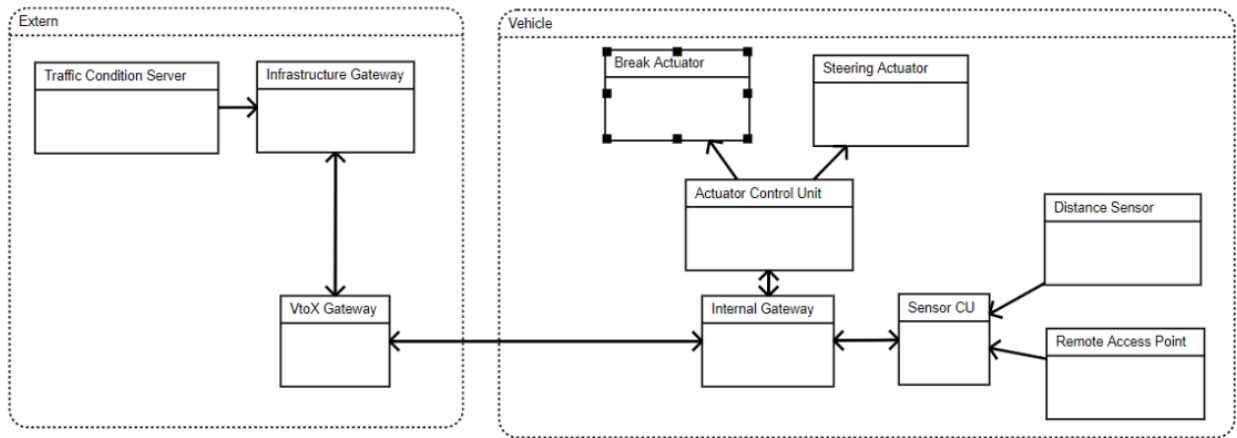 Extern
Vehicle
Traffic Condition Server
Infrastructure Gateway
Break Actuator
Steering Actuator
Actuator Control Unit
Distance Sensor
VtoX Gateway
Internal Gateway
Sensor CU
Remote Access Point